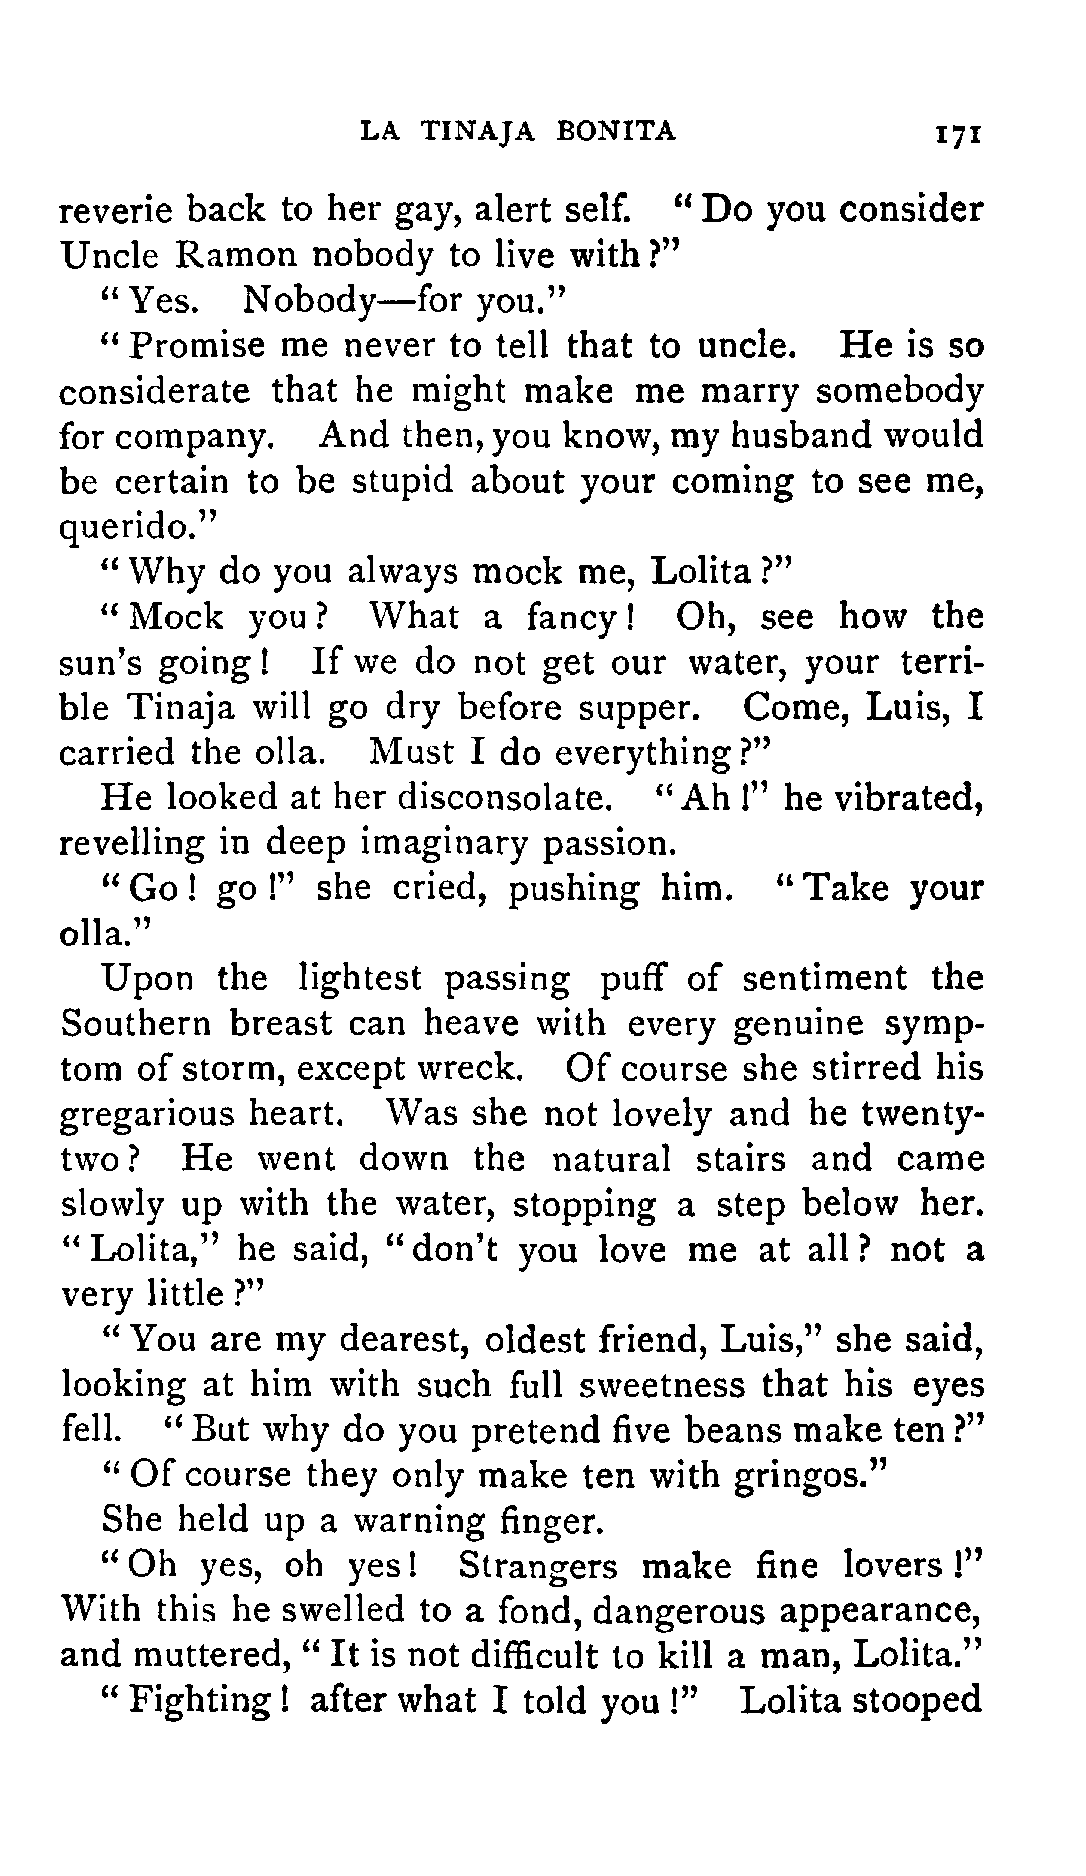 LA TINAJA BONITA 171
reverie back to her gay, alert self. “Do you consider
Uncle Ramon nobody to live with?”
“Yes. Nobody—for you.”
“Promise me never to tell that to uncle. He is so
considerate that he might make me marry somebody
for company. And then, you know, my husband would
be certain to be stupid about your coming to see me,
querido.”
“Why do you always mock me, Lolita?”
“Mock you? What a fancy! Oh, see how the
sun’s going! If we do not get our water, your terri-
ble Tinaja will go dry before supper. Come, Luis, I
carried the olla. Must I do everything?”
He looked at her disconsolate. “Ah!” he vibrated,
revelling in deep imaginary passion.
“Go! go!” she cried, pushing him. “Take your
olla.”
Upon the lightest passing puff of sentiment the
Southern breast can heave with every genuine symp-
tom of storm, except wreck. Of course she stirred his
gregarious heart. Was she not lovely and he twenty-
two? He went down the natural stairs and came
slowly up with the water, stopping a step below her.
“Lolita,” he said, “don’t you love me at all? not a
very little?”
“You are my dearest, oldest friend, Luis,” she said,
looking at him with such full sweetness that his eyes
fell. “But why do you pretend five beans make ten?”
“Of course they only make ten with gringos.”
She held up a warning finger.
“Oh yes, oh yes! Strangers make fine lovers!”
With this he swelled to a fond, dangerous appearance,
and muttered, “It is not difficult to kill a man, Lolita.”
“Fighting! after what I told you!” Lolita stooped